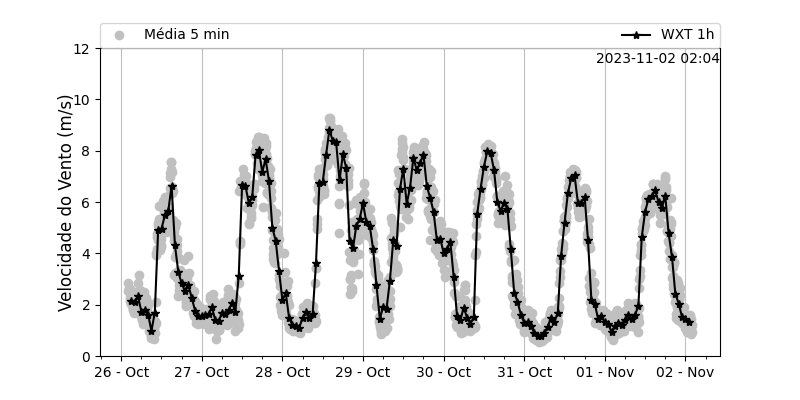 Média 5 min
WXT 1h
2023-11-02 02:04
Velocidade do Vento (m/s)
12
10
8
6
4
2
0
26 - Oct 27 - Oct 28 - Oct 29 - Oct 30 - Oct 31 - Oct 01 - Nov 02 - Nov